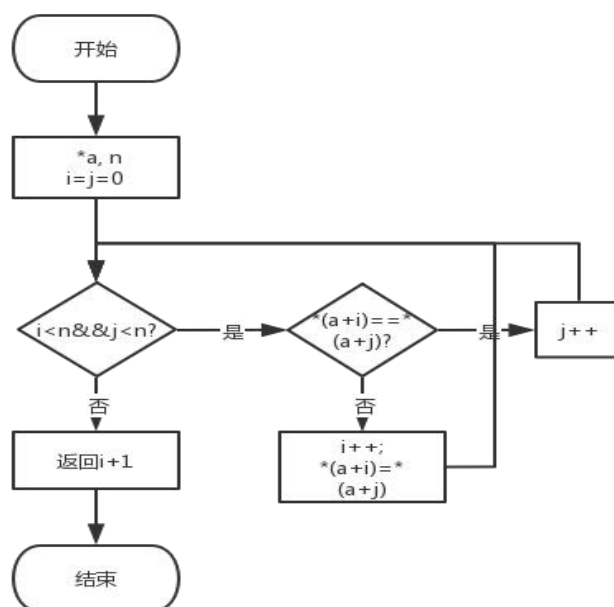 开始
*a, n
i=j=0
i<n&&j<n?
是
*(a+i)==*
(a+j)?
是
j++
否
否
返回i+1
i++;
*(a+i)=*
(a+j)
结束